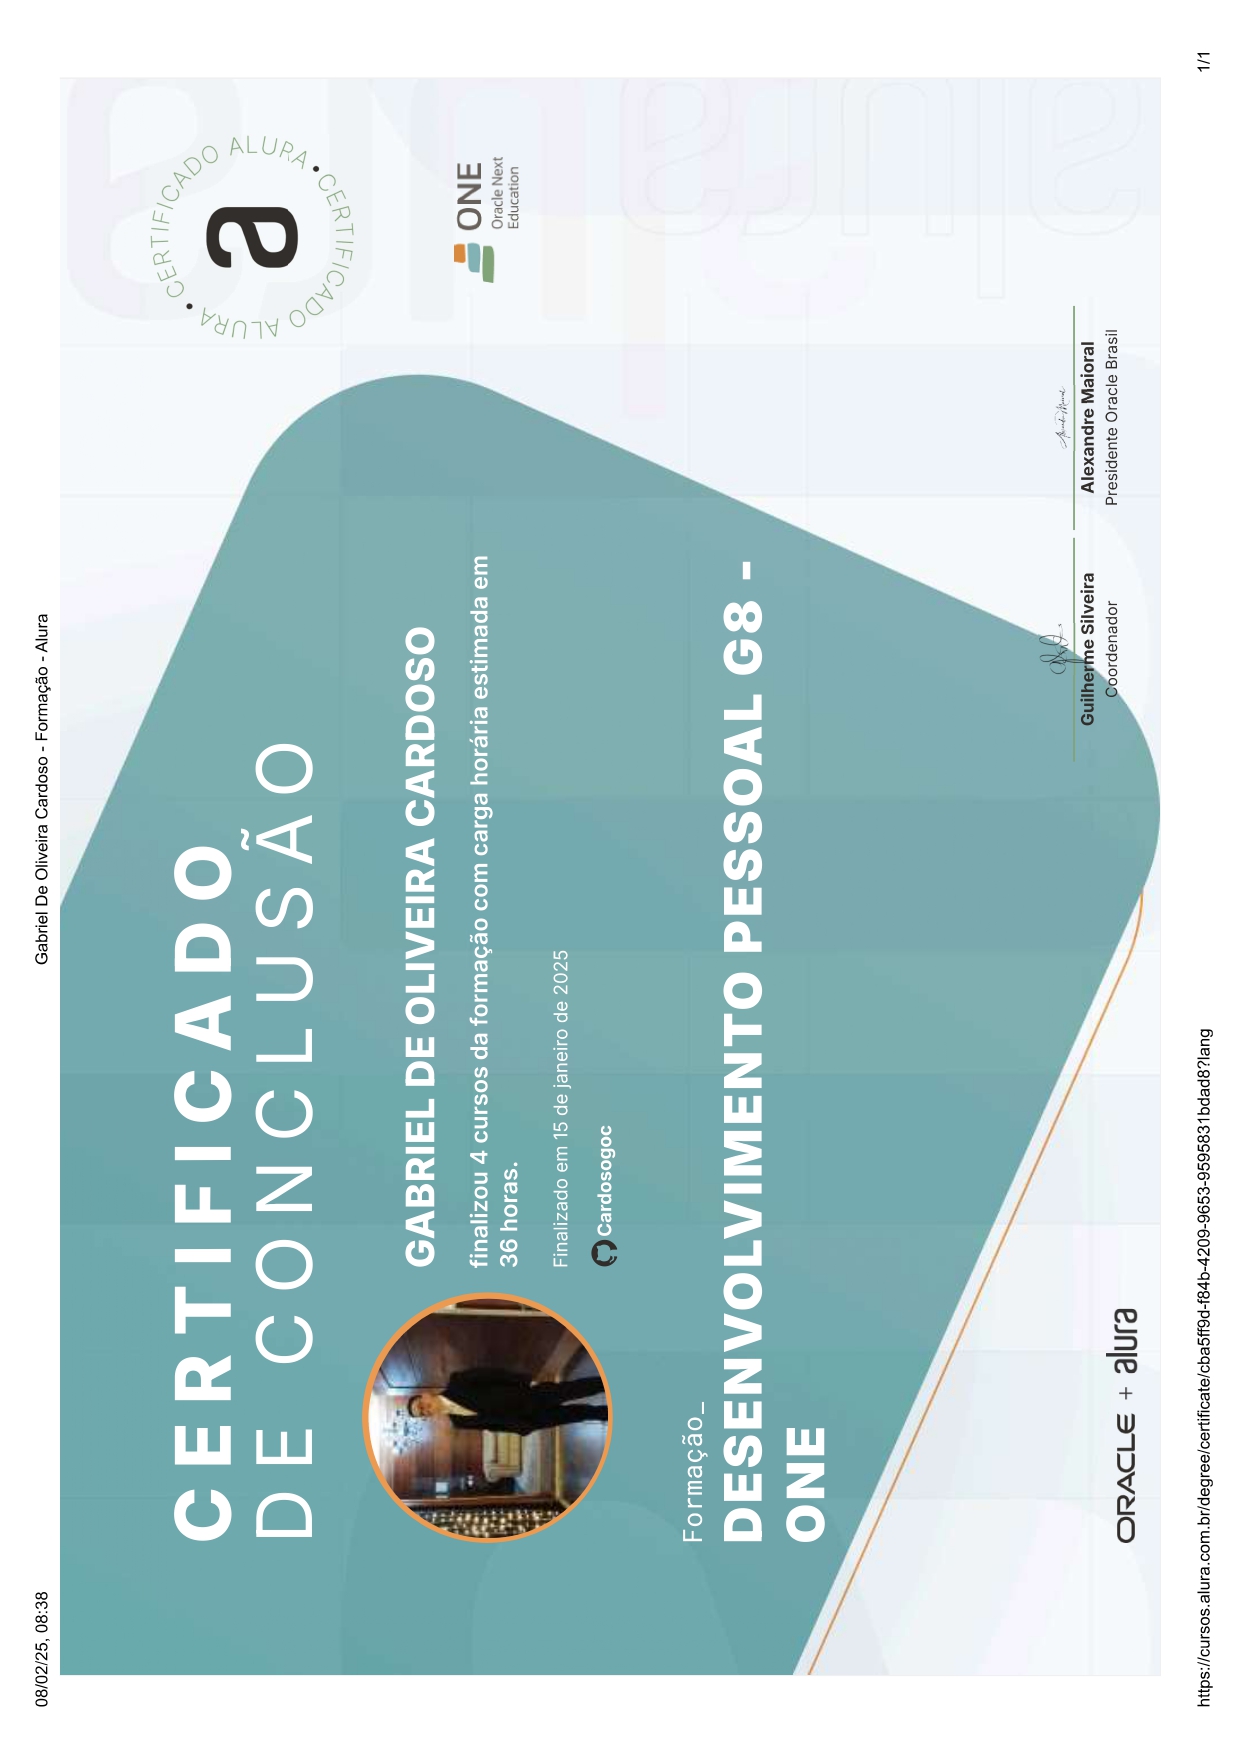 08/02/25, 08:38
Gabriel De Oliveira Cardoso - Formação - Alura
CERTIFICADO
DE CONCLUSÃO
• CERTIFICADO ALURA • CERTIFICADO ALURA
a
GABRIEL DE OLIVEIRA CARDOSO
finalizou 4 cursos da formação com carga horária estimada em
36 horas.
ONE
Oracle Next
Education
Finalizado em 15 de janeiro de 2025
Cardosogoc
Formação_
DESENVOLVIMENTO PESSOAL G8 -
ONE
Guilherme Silveira
Coordenador
Alexandre Maioral
Presidente Oracle Brasil
ORACLE + alura
https://cursos.alura.com.br/degree/certificate/cba5ff9d-f84b-4209-9653-9595831bdad8?lang
1/1